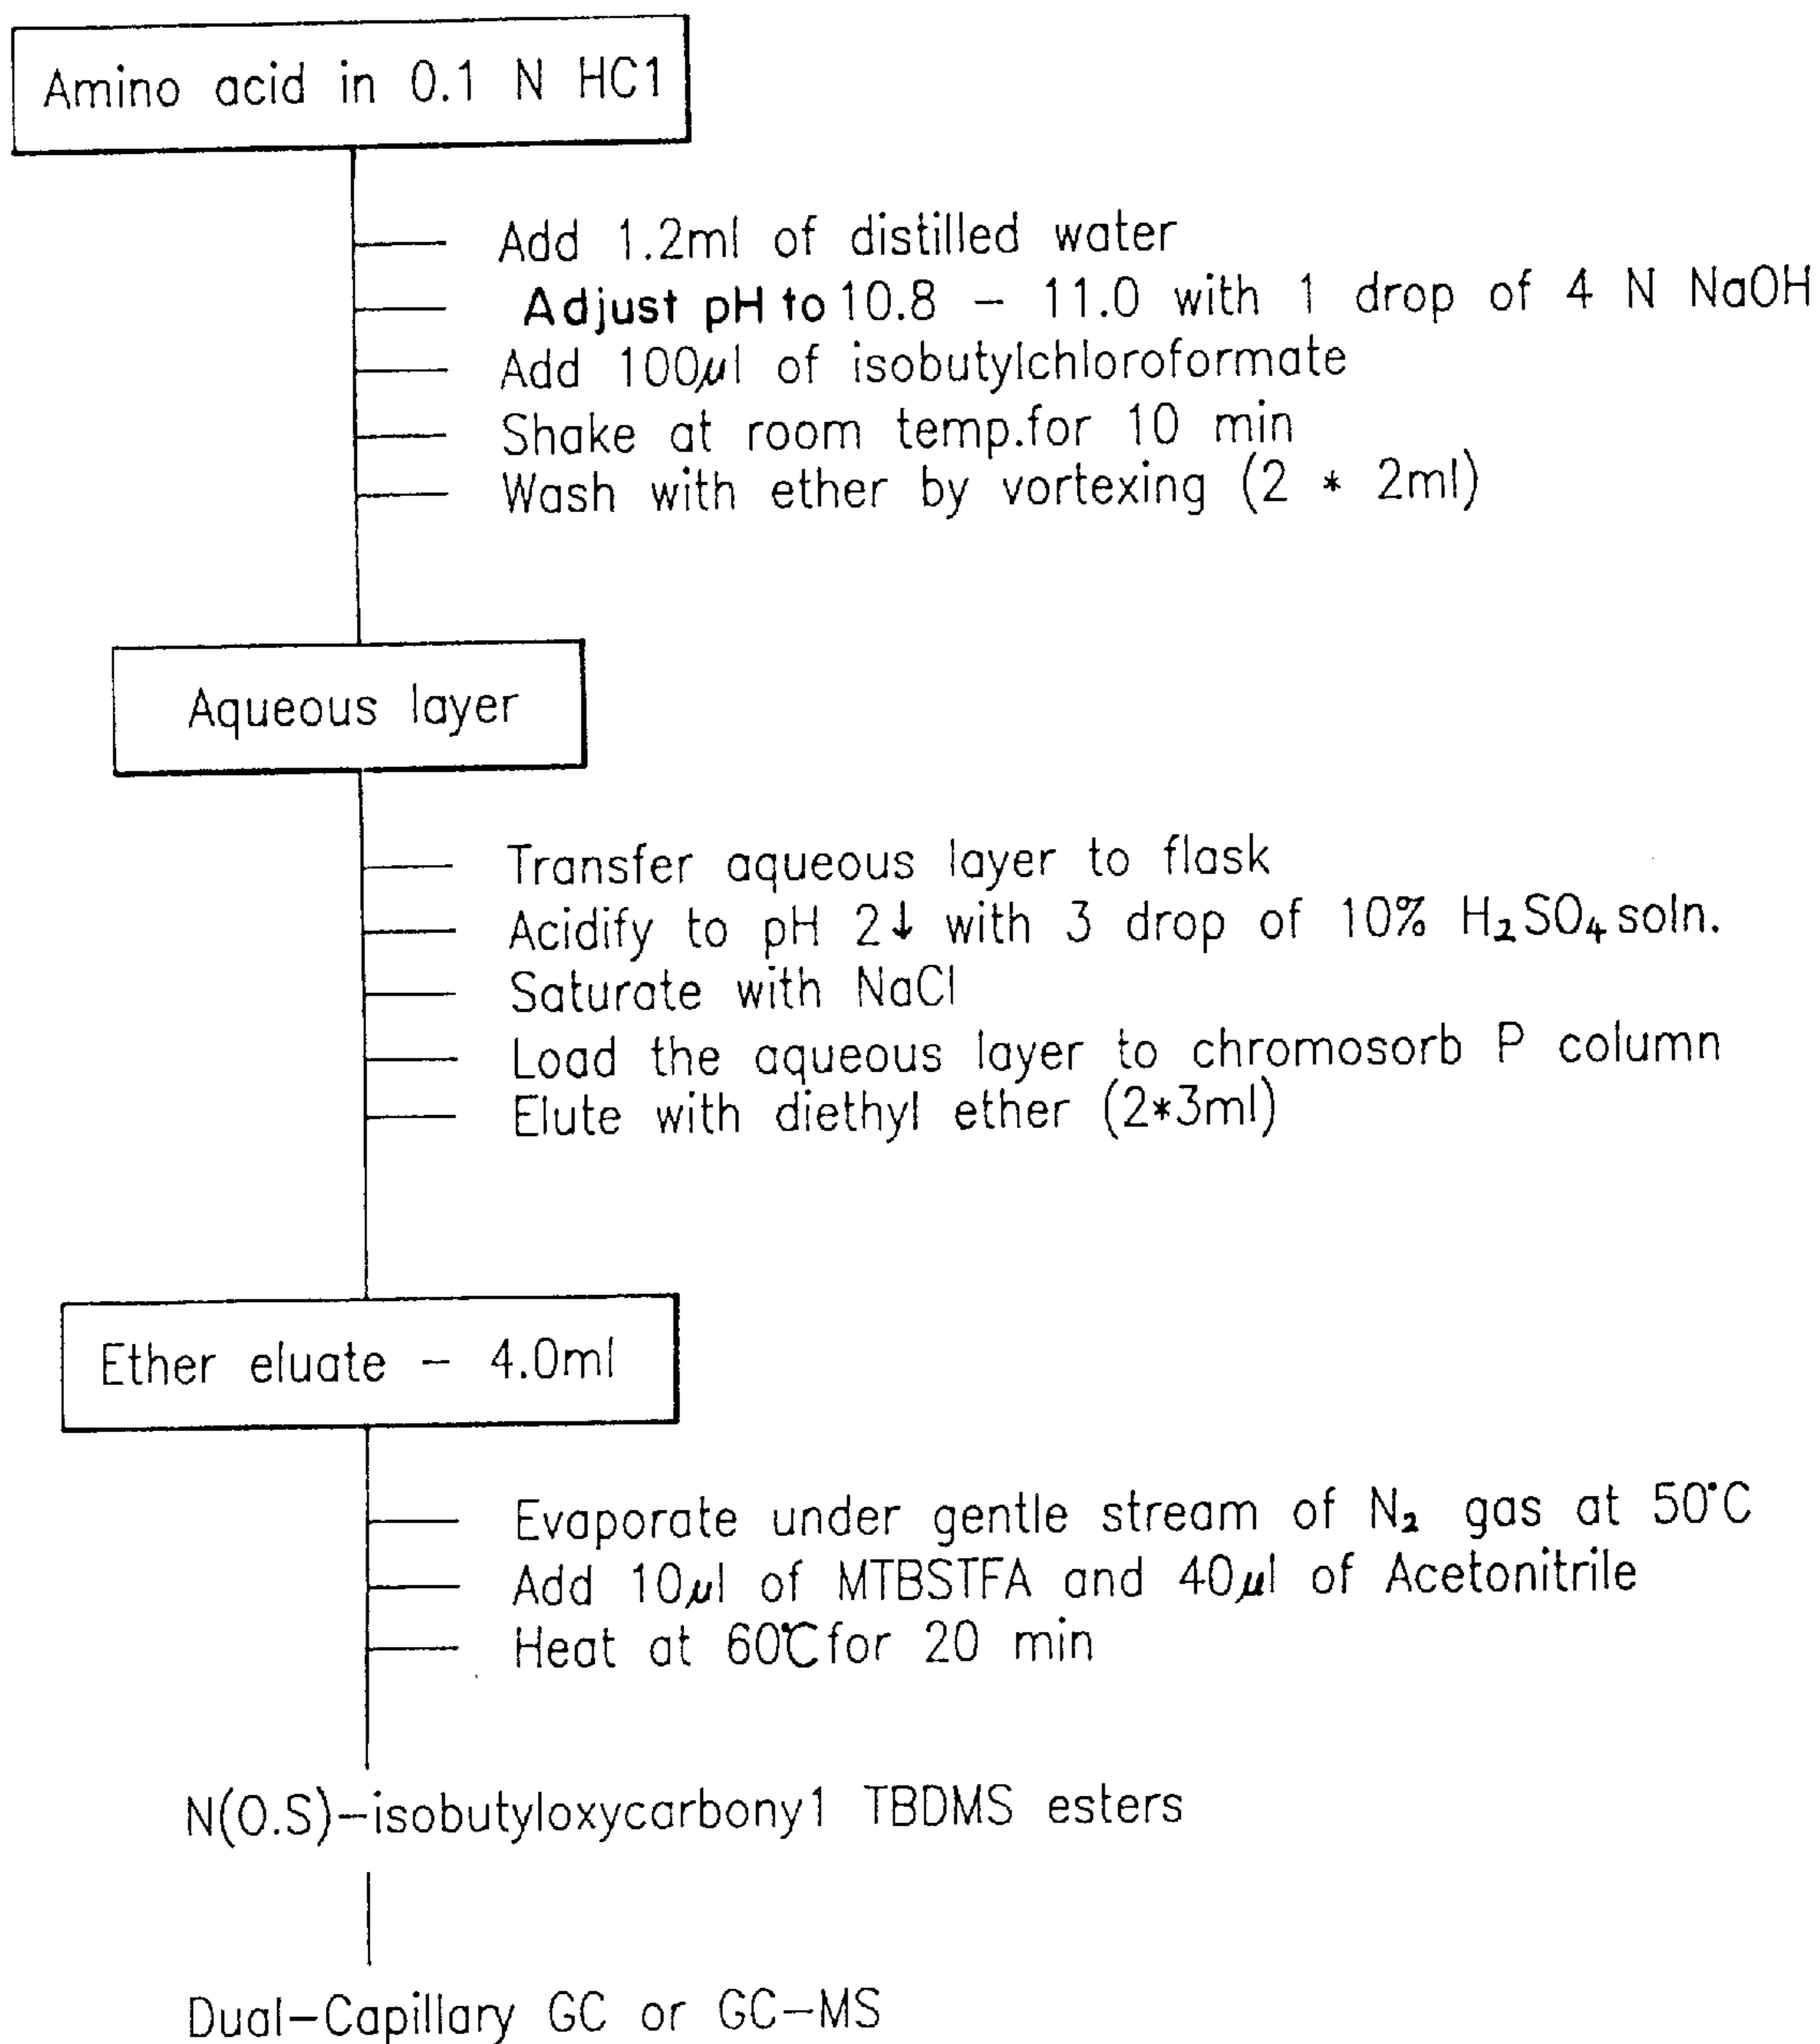 Amino acid in 0.1 N HC1
Add 1.2ml of distilled water
Adjust pH to 10.8 – 11.0 with 1 drop of 4 N NaOH
Add 100μl of isobutylchloroformate
Shake at room temp.for 10 min
Wash with ether by vortexing (2 * 2ml)
Aqueous layer
Transfer aqueous layer to flask
Acidify to pH 2↓ with 3 drop of 10% H₂SO₄ soln.
Saturate with NaCl
Load the aqueous layer to chromosorb P column
Elute with diethyl ether (2*3ml)
Ether eluate – 4.0ml
Evaporate under gentle stream of N₂ gas at 50°C
Add 10μl of MTBSTFA and 40μl of Acetonitrile
Heat at 60℃ for 20 min
N(O.S)–isobutyloxycarbony1 TBDMS esters
Dual–Capillary GC or GC–MS